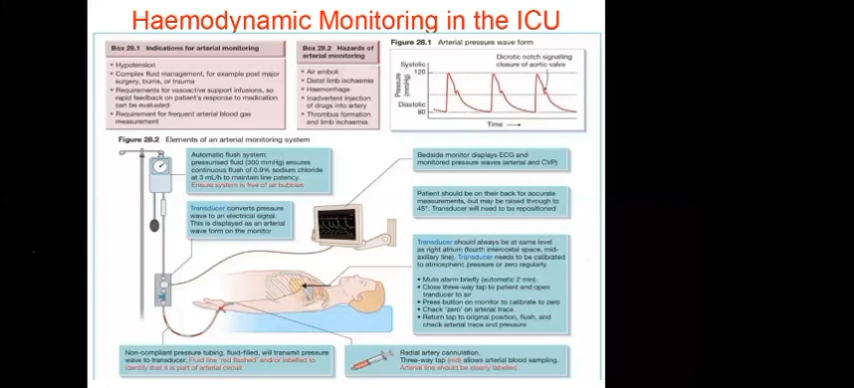 Haemodynamic Monitoring in the ICU
Box 28.1 Indications for arterial monitoring
• Hypotension
• Complex fluid management, for example post major
surgery, burns, or trauma
• Requirements for vasoactive support infusions, so
rapid feedback on patient's response to medication
can be evaluated
• Requirement for frequent arterial blood gas
measurement
Box 28.2 Hazards of
arterial monitoring
• Air emboli
• Distal limb ischaemia
• Haemorrhage
• Inadvertent injection
of drugs into artery
• Thrombus formation
and limb ischaemia
Figure 28.1 Arterial pressure wave form
Dicrotic notch signalling
closure of aortic valve
Systolic
120
Pressure
(mmHg)
Diastolic
80
Time
Figure 28.2 Elements of an arterial monitoring system
Automatic flush system:
pressurised fluid (300 mmHg) ensures
continuous flush of 0.9% sodium chloride
at 3 mL/h to maintain line patency.
Ensure system is free of air bubbles
Transducer converts pressure
wave to an electrical signal.
This is displayed as an arterial
wave form on the monitor
Bedside monitor displays ECG and
monitored pressure waves (arterial and CVP)
Patient should be on their back for accurate
measurements, but may be raised through to
45°. Transducer will need to be repositioned
Transducer should always be at same level
as right atrium (fourth intercostal space, mid-
axillary line). Transducer needs to be calibrated
to atmospheric pressure or zero regularly
• Mute alarm briefly (automatic 2 min)
• Close three-way tap to patient and open
tranducer to air
• Press button on monitor to calibrate to zero
• Check 'zero' on arterial trace
• Return tap to original position, flush, and
check arterial trace and pressure
Non-compliant pressure tubing, fluid-filled, will transmit pressure
wave to transducer. Fluid line 'red flashed' and/or labelled to
identify that it is part of arterial circuit
Radial artery cannulation.
Three-way tap (red) allows arterial blood sampling.
Arterial line should be clearly labelled